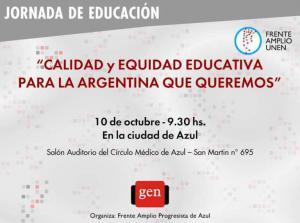 JORNADA DE EDUCACIÓN
FRENTE
AMPLIO
UNEN
“CALIDAD y EQUIDAD EDUCATIVA
PARA LA ARGENTINA QUE QUEREMOS”
10 de octubre - 9.30 hs.
En la ciudad de Azul
Salón Auditorio del Círculo Médico de Azul – San Martin n° 695
gen
Organiza: Frente Amplio Progresista de Azul